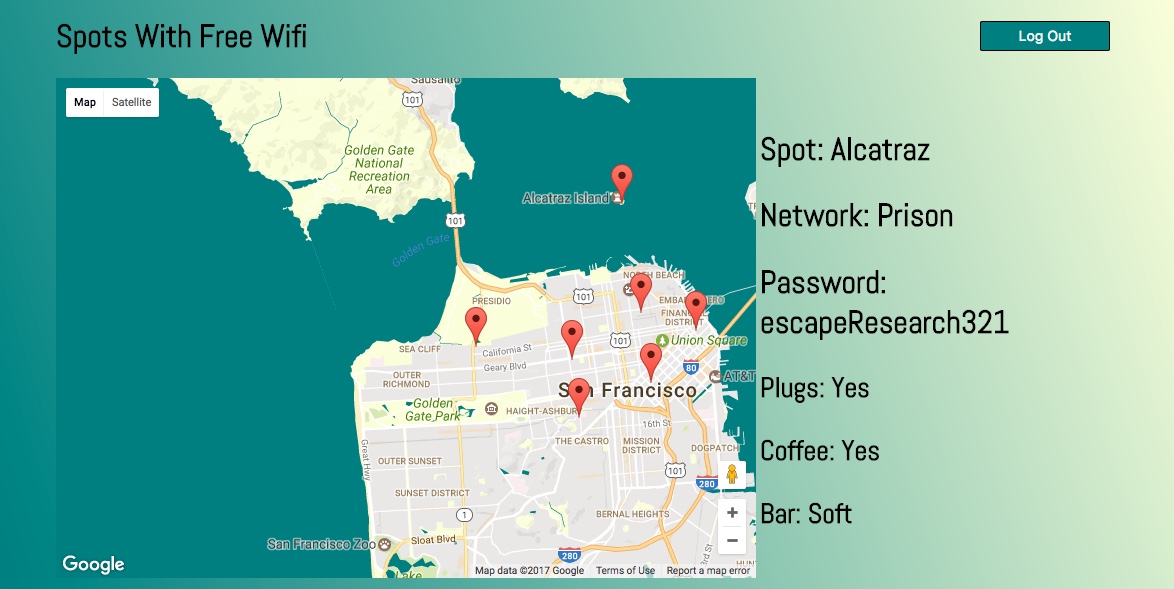 Spots With Free Wifi
Log Out
Map
Satellite
Sausalito
101
Golden Gate
National
Recreation
Area
Alcatraz Island
101
Golden Gate
NORTH BEACH
PRESIDIO
101
EMBARCADERO
FINANCIAL
DISTRICT
SEA CLIFF
California St
101
Union Square
Geary Blvd
80
OUTER
RICHMOND
AT&T
San Francisco
Golden
Gate Park
HAIGHT-ASHBURY
16th St
Great Hwy
THE CASTRO
MISSION
DISTRICT
DOGPATCH
OUTER SUNSET
101
280
SUNSET DISTRICT
1
BERNAL HEIGHTS
San Francisco Zoo
Sloat Blvd
280
3rd St
HUN
Lake
Google
Map data ©2017 Google
Terms of Use
Report a map error
Spot: Alcatraz
Network: Prison
Password:
escapeResearch321
Plugs: Yes
Coffee: Yes
Bar: Soft